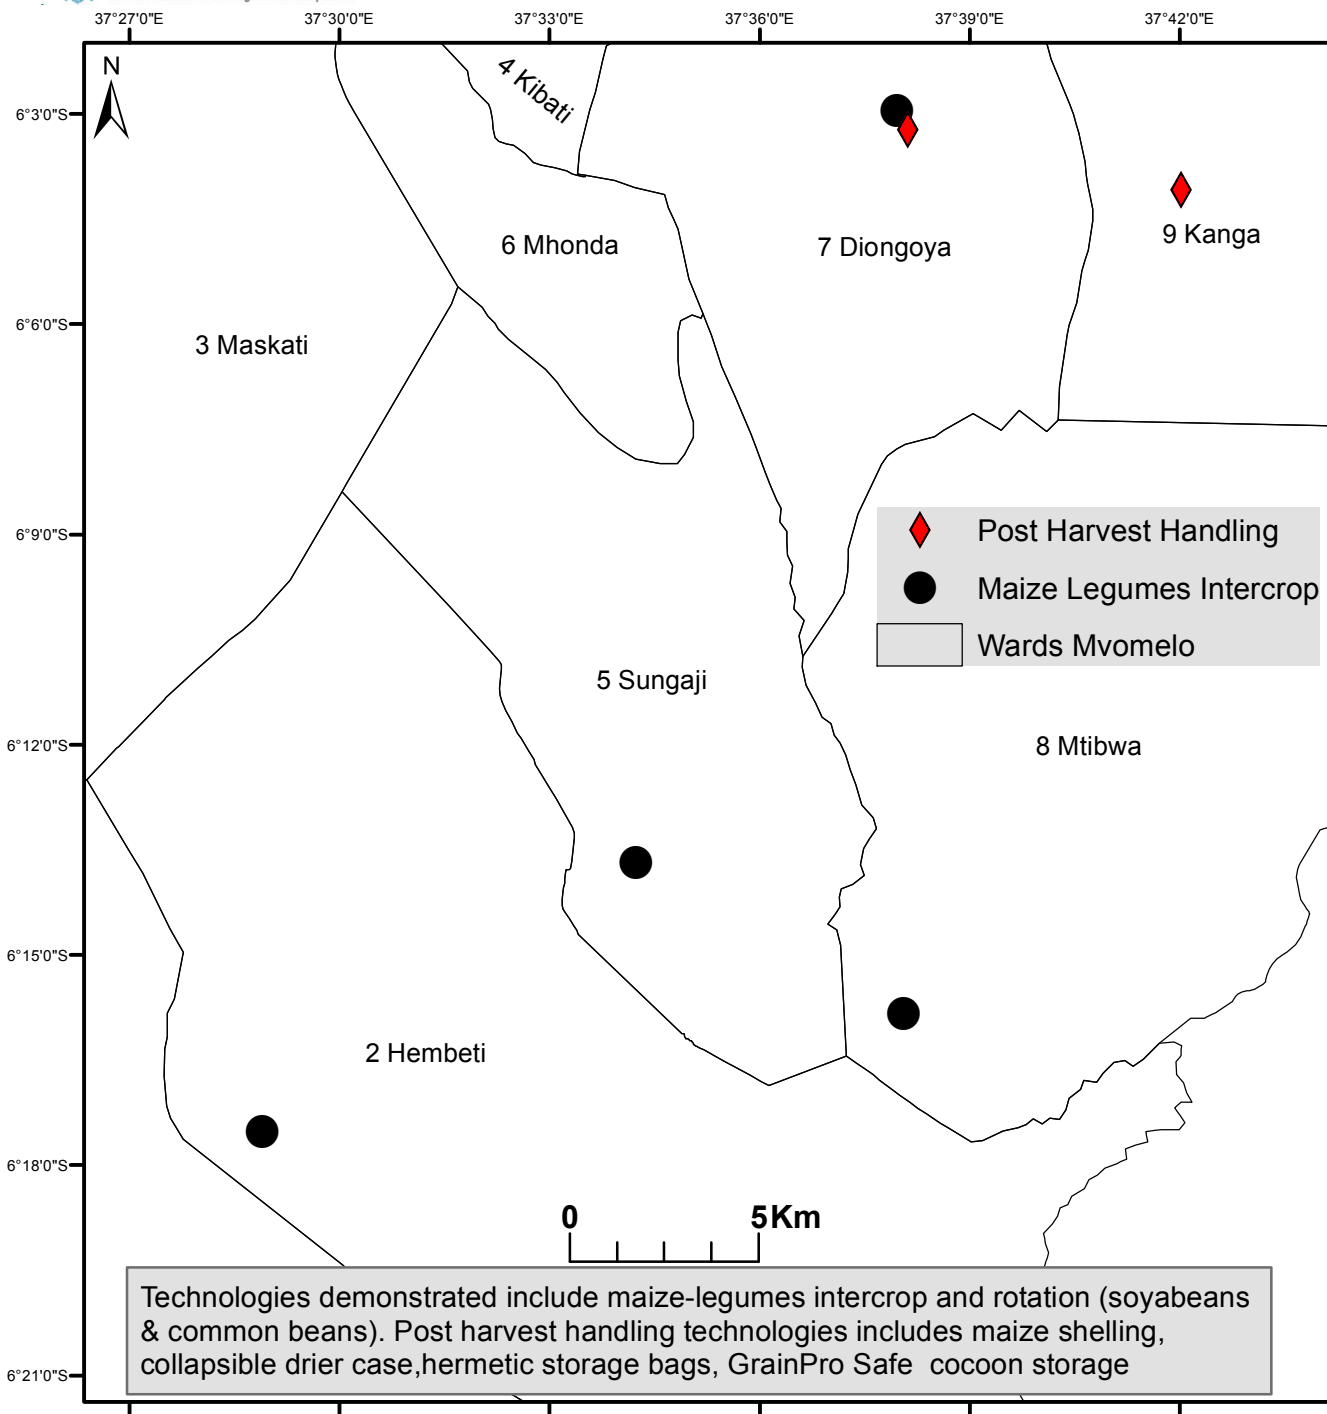 37°27'0"E 37°30'0"E 37°33'0"E 37°36'0"E 37°39'0"E 37°42'0"E
N
4 Kibati
6°3'0"S
9 Kanga
6 Mhonda
7 Diongoya
6°6'0"S
3 Maskati
6°9'0"S
Post Harvest Handling
Maize Legumes Intercrop
Wards Mvomelo
5 Sungaji
6°12'0"S
8 Mtibwa
6°15'0"S
2 Hembeti
6°18'0"S
0 5Km
Technologies demonstrated include maize-legumes intercrop and rotation (soyabeans
& common beans). Post harvest handling technologies includes maize shelling,
collapsible drier case,hermetic storage bags, GrainPro Safe  cocoon storage
6°21'0"S